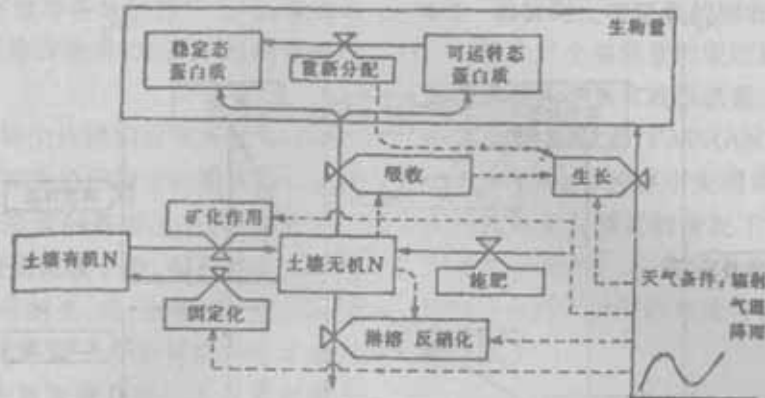 生物量
稳定态
蛋白质
重新分配
可运转态
蛋白质
吸收
生长
矿化作用
土壤有机N
土壤无机N
施肥
固定化
淋溶 反硝化
天气条件，辐射
气温
降雨